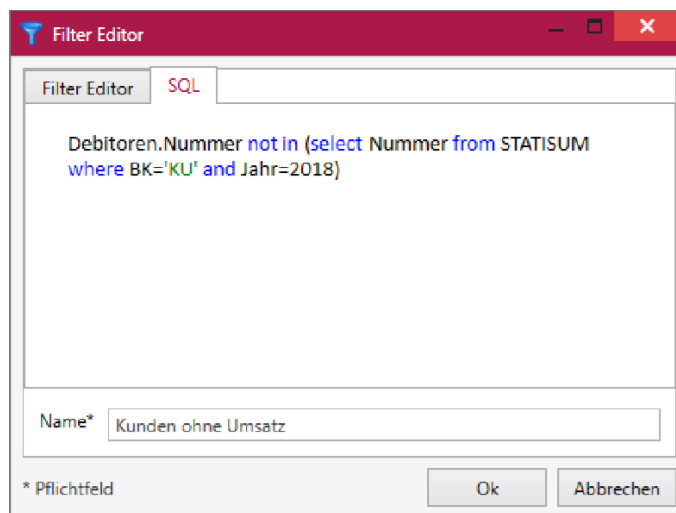 Filter Editor
Filter Editor
SQL
Debitoren.Nummer not in (select Nummer from STATISUM
where BK='KU' and Jahr=2018)
Name*
Kunden ohne Umsatz
* Pflichtfeld
Ok
Abbrechen